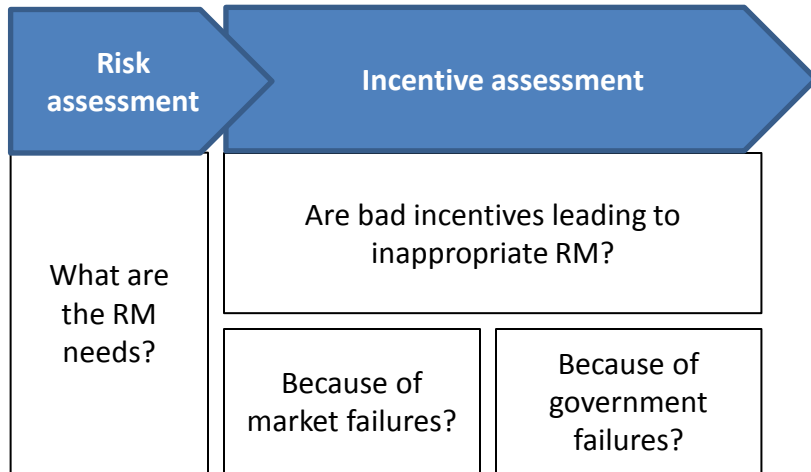 Risk
assessment
Incentive assessment
What are
the RM
needs?
Are bad incentives leading to
inappropriate RM?
Because of
market failures?
Because of
government
failures?